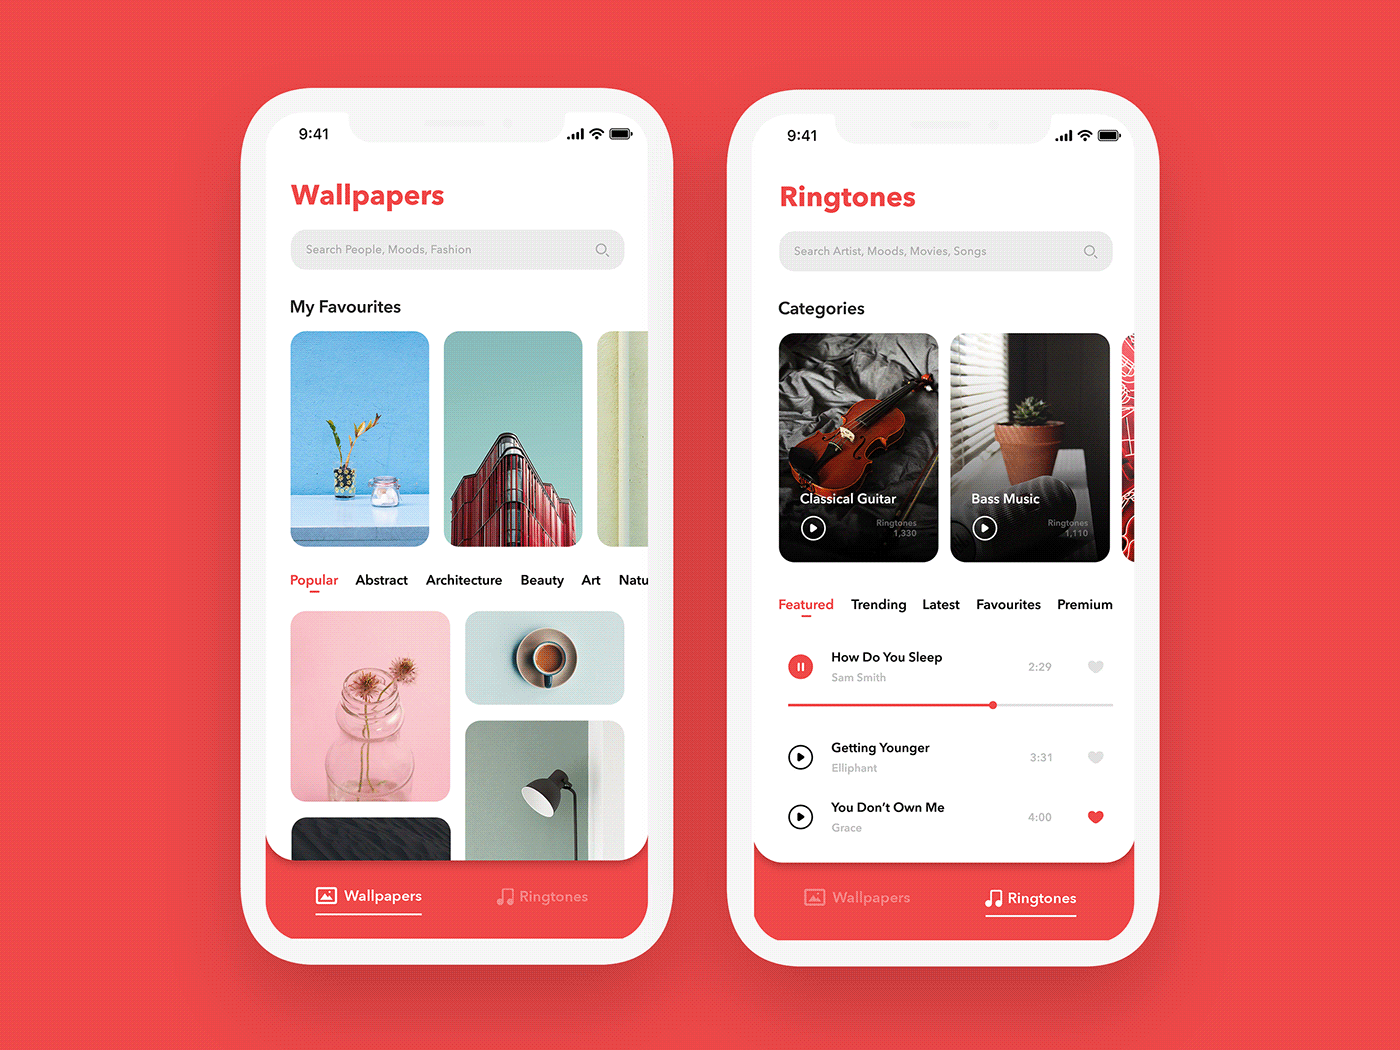 9:41
Wallpapers
Search People, Moods, Fashion
My Favourites
Popular Abstract Architecture Beauty Art Natu
Wallpapers Ringtones
9:41
Ringtones
Search Artist, Moods, Movies, Songs
Categories
Classical Guitar
Ringtones
1,330
Bass Music
Ringtones
1,110
Featured Trending Latest Favourites Premium
How Do You Sleep
Sam Smith
2:29
Getting Younger
Elliphant
3:31
You Don't Own Me
Grace
4:00
Wallpapers Ringtones